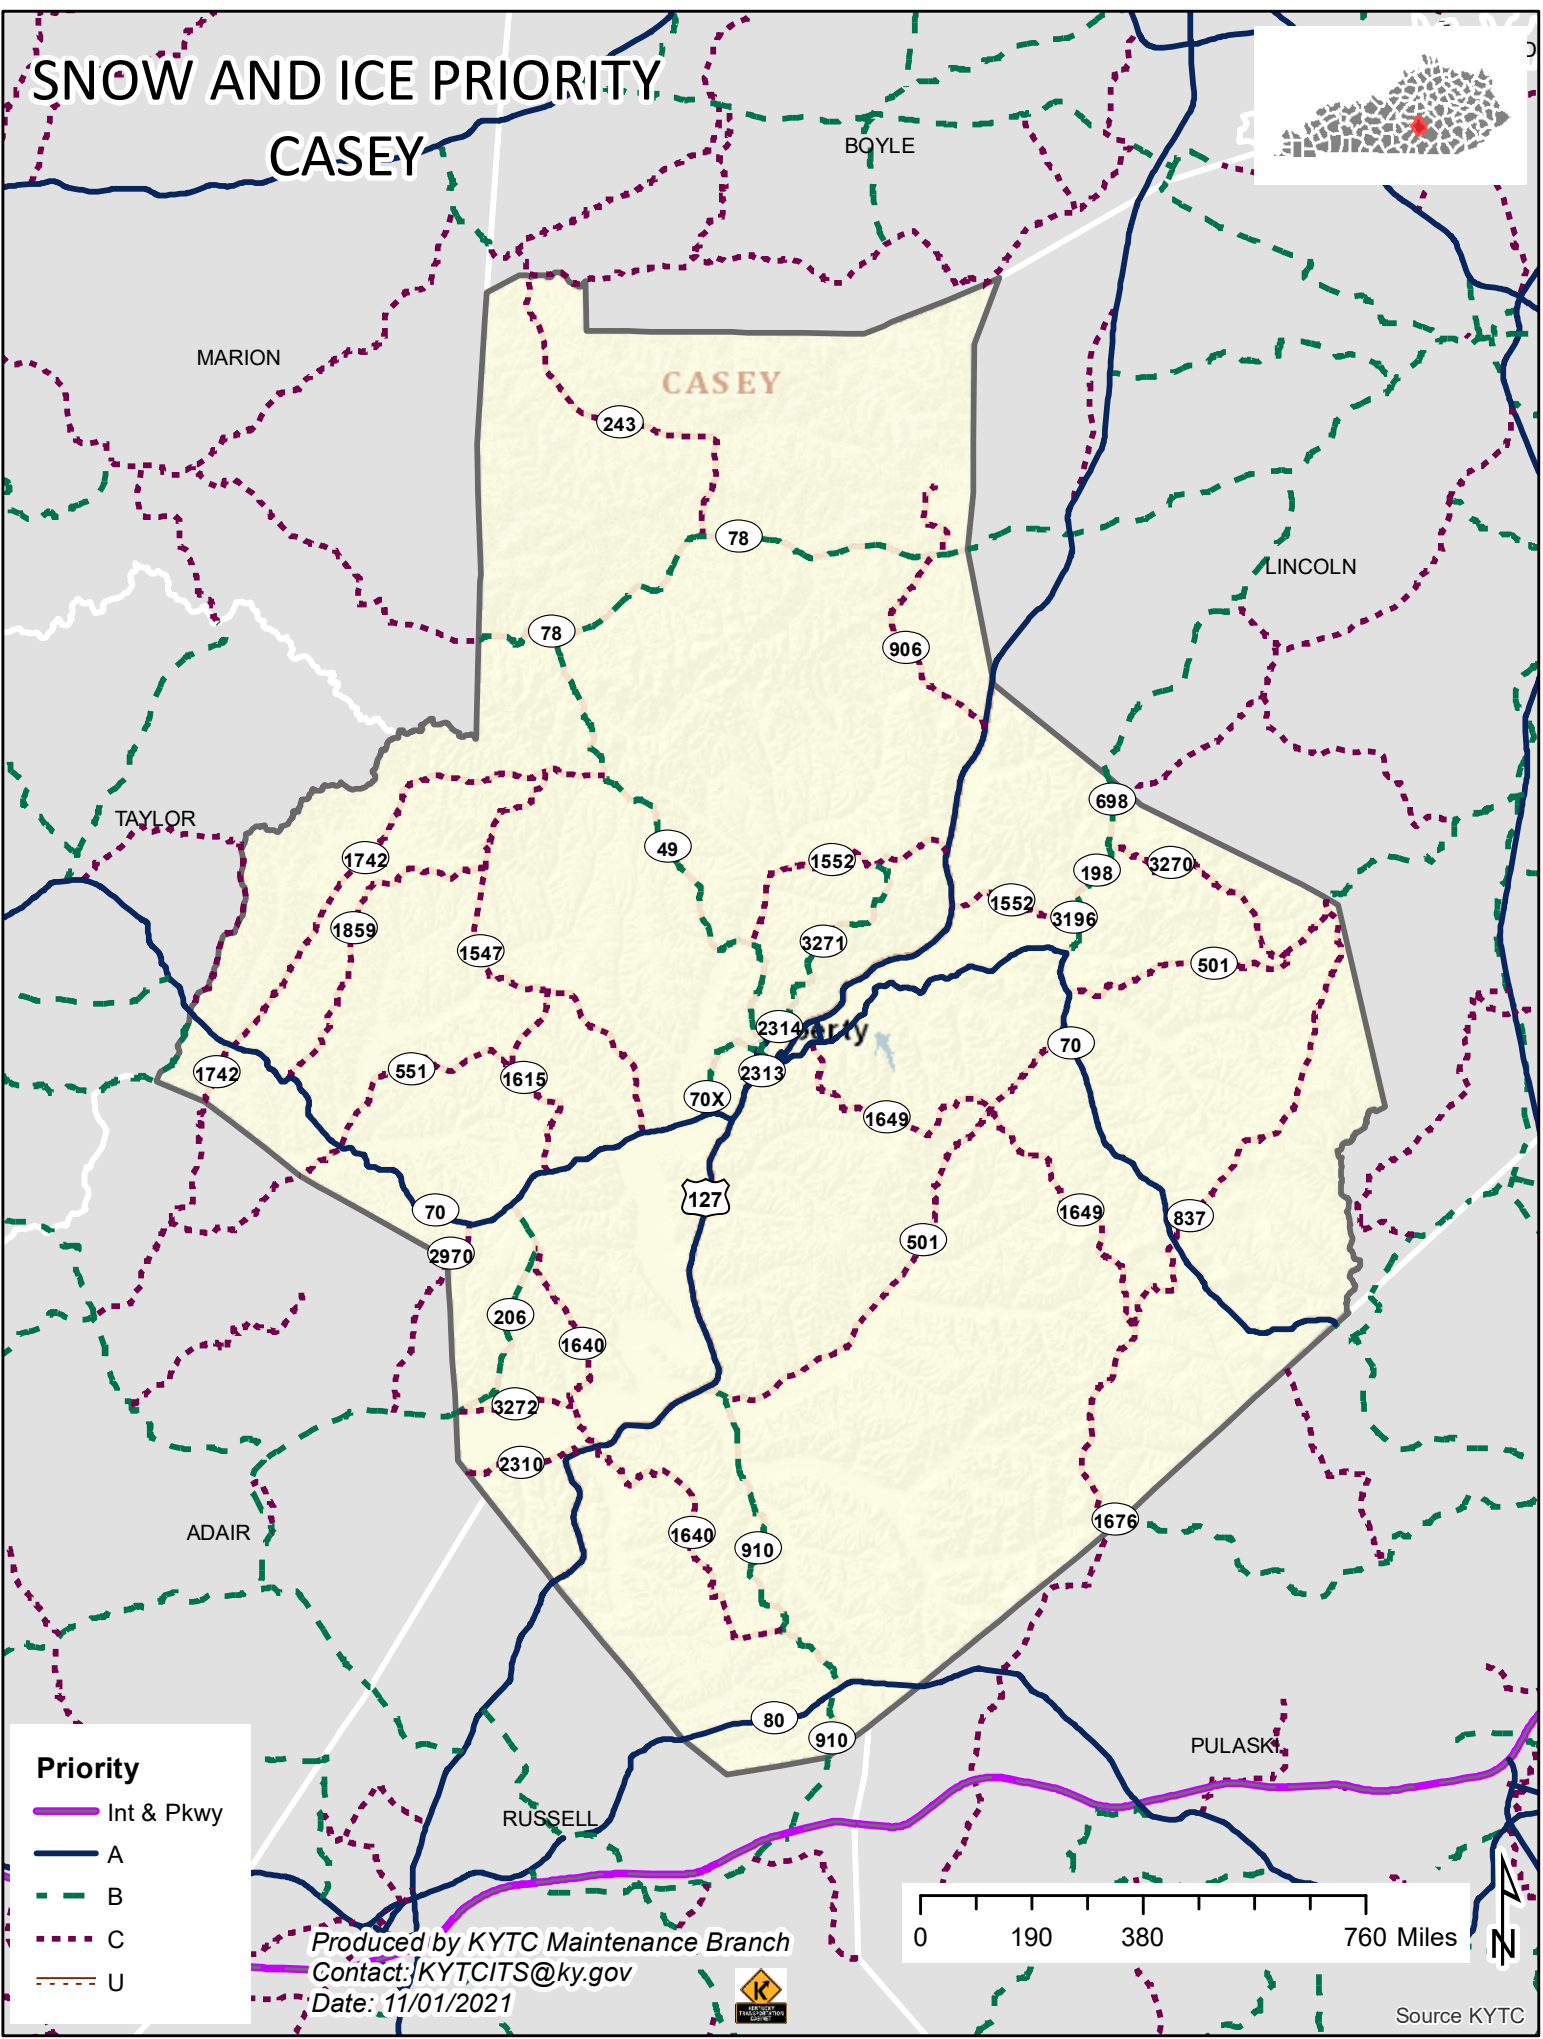 SNOW AND ICE PRIORITY
CASEY
BOYLE
MARION
CASEY
243
78
LINCOLN
78
906
698
TAYLOR
49
1742
1552
198
3270
1552
3196
1859
3271
1547
501
2314
70
1742
551
1615
2313
70X
1649
127
70
1649
837
501
2970
206
1640
3272
2310
1640
910
1676
ADAIR
80
910
PULASKI
RUSSELL
Priority
Int & Pkwy
A
B
C
U
Produced by KYTC Maintenance Branch
Contact: KYTCITS@ky.gov
Date: 11/01/2021
KENTUCKY
TRANSPORTATION
CABINET
0 190 380 760 Miles
N
Source KYTC